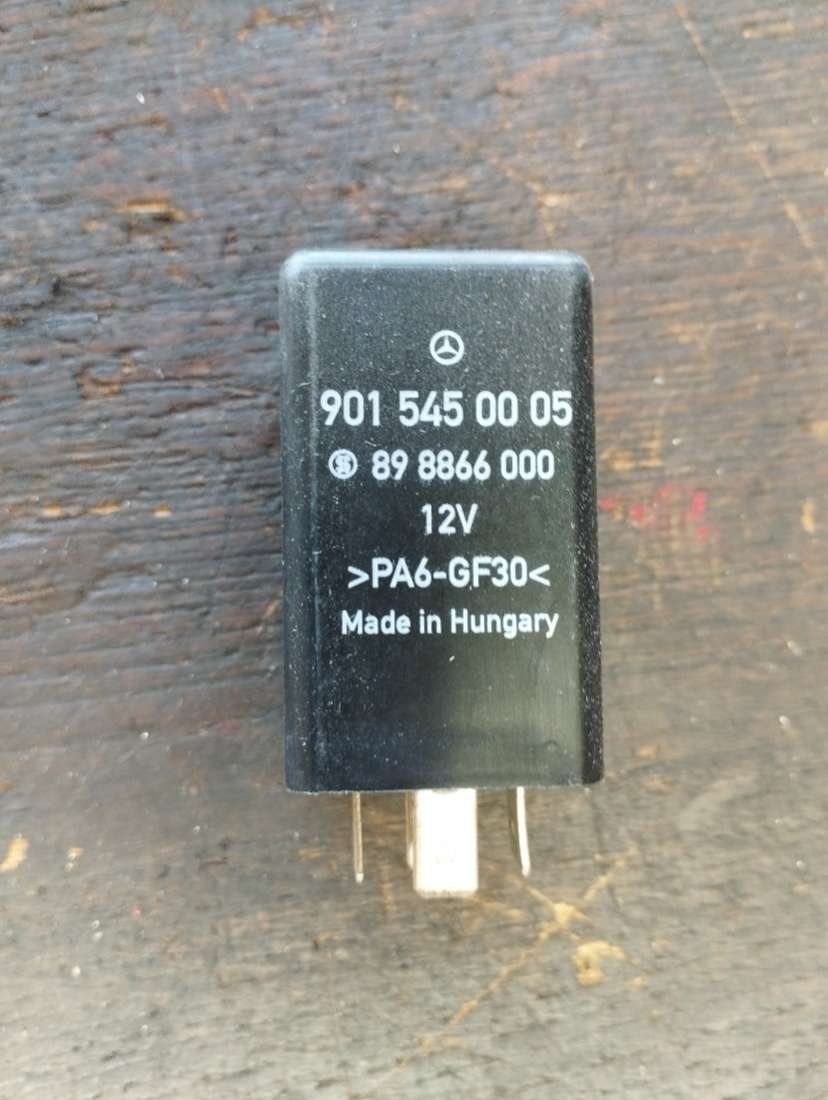 901 545 00 05
89 8866 000
12V
>PA6-GF30<
Made in Hungary